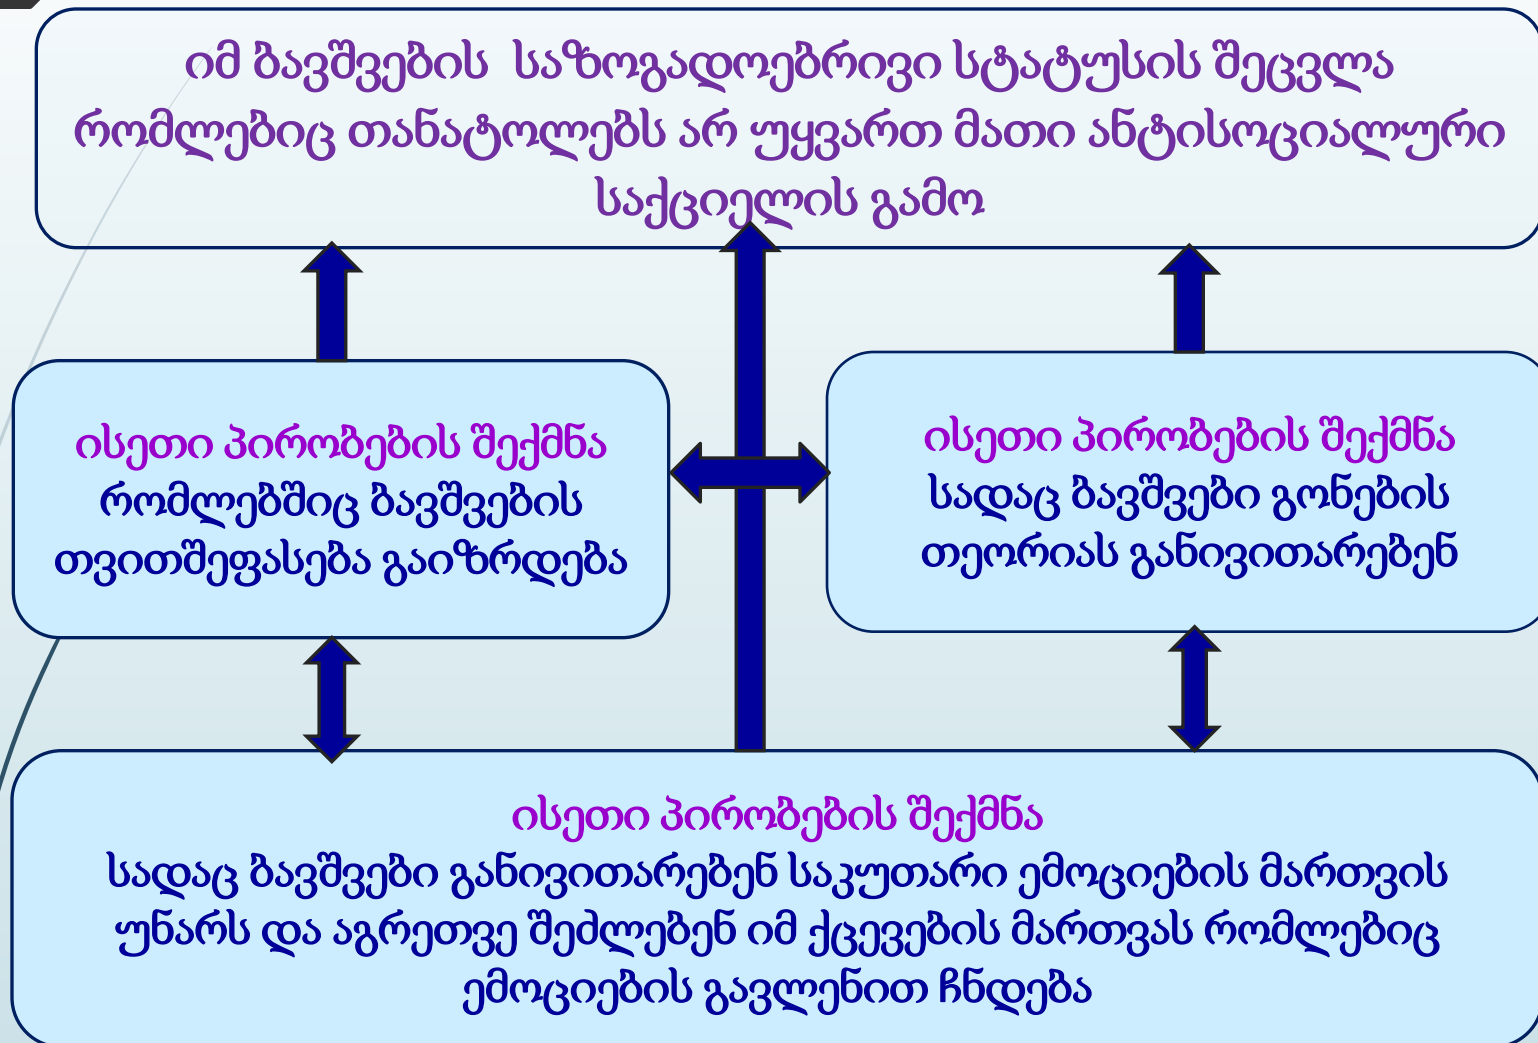 იმ ბავშვების საზოგადოებრივი სტატუსის შეცვლა
რომლებიც თანატოლებს არ უყვართ მათი ანტისოციალური
საქციელის გამო
ისეთი პირობების შექმნა
რომლებშიც ბავშვების
თვითშეფასება გაიზრდება
ისეთი პირობების შექმნა
სადაც ბავშვები გონების
თეორიას განივითარებენ
ისეთი პირობების შექმნა
სადაც ბავშვები განივითარებენ საკუთარი ემოციების მართვის
უნარს და აგრეთვე შეძლებენ იმ ქცევების მართვას რომლებიც
ემოციების გავლენით ჩნდება